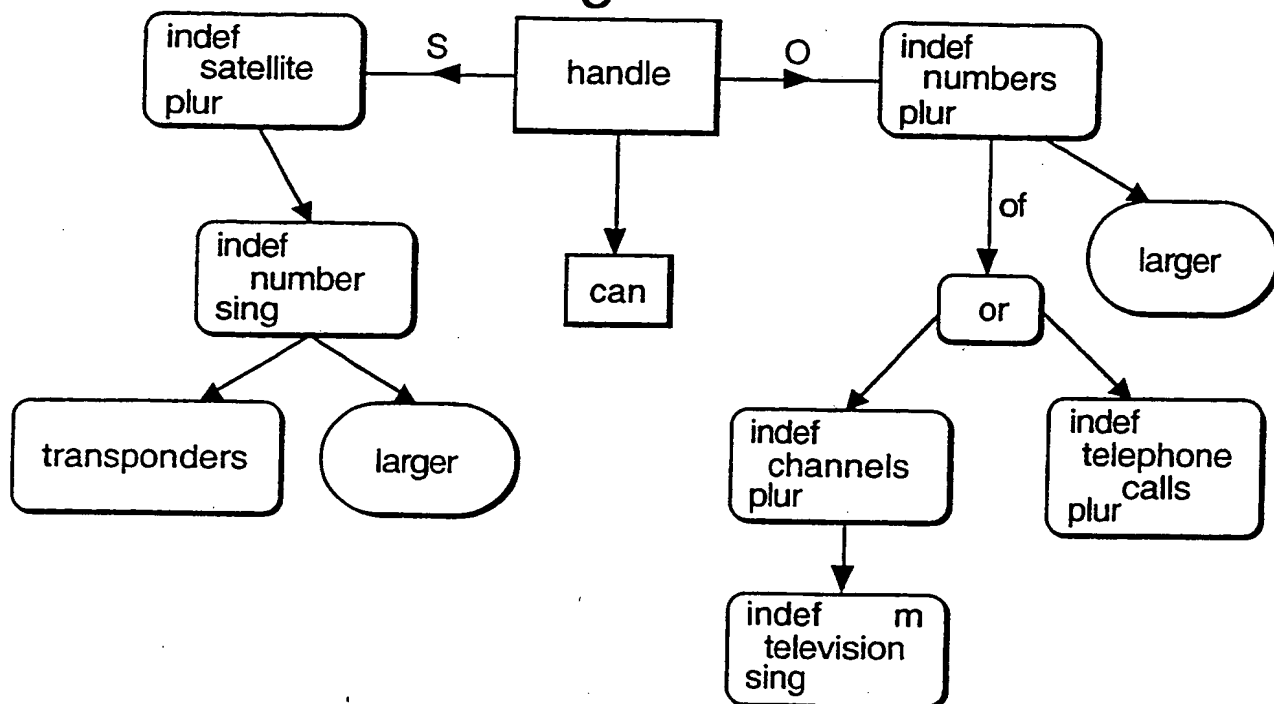 indef
satellite
plur
S
handle
O
indef
numbers
plur
of
larger
indef
number
sing
can
or
transponders
larger
indef
channels
plur
indef
telephone
calls
plur
indef m
television
sing